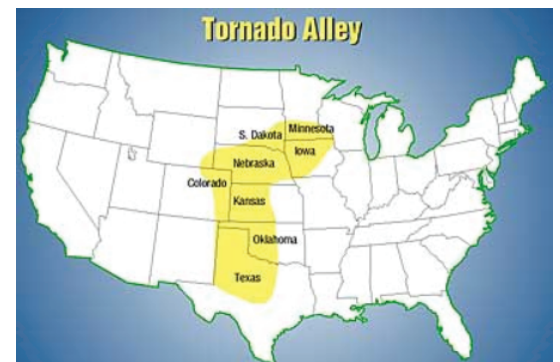 Tornado Alley
S. Dakota
Minnesota
Iowa
Nebraska
Colorado
Kansas
Oklahoma
Texas